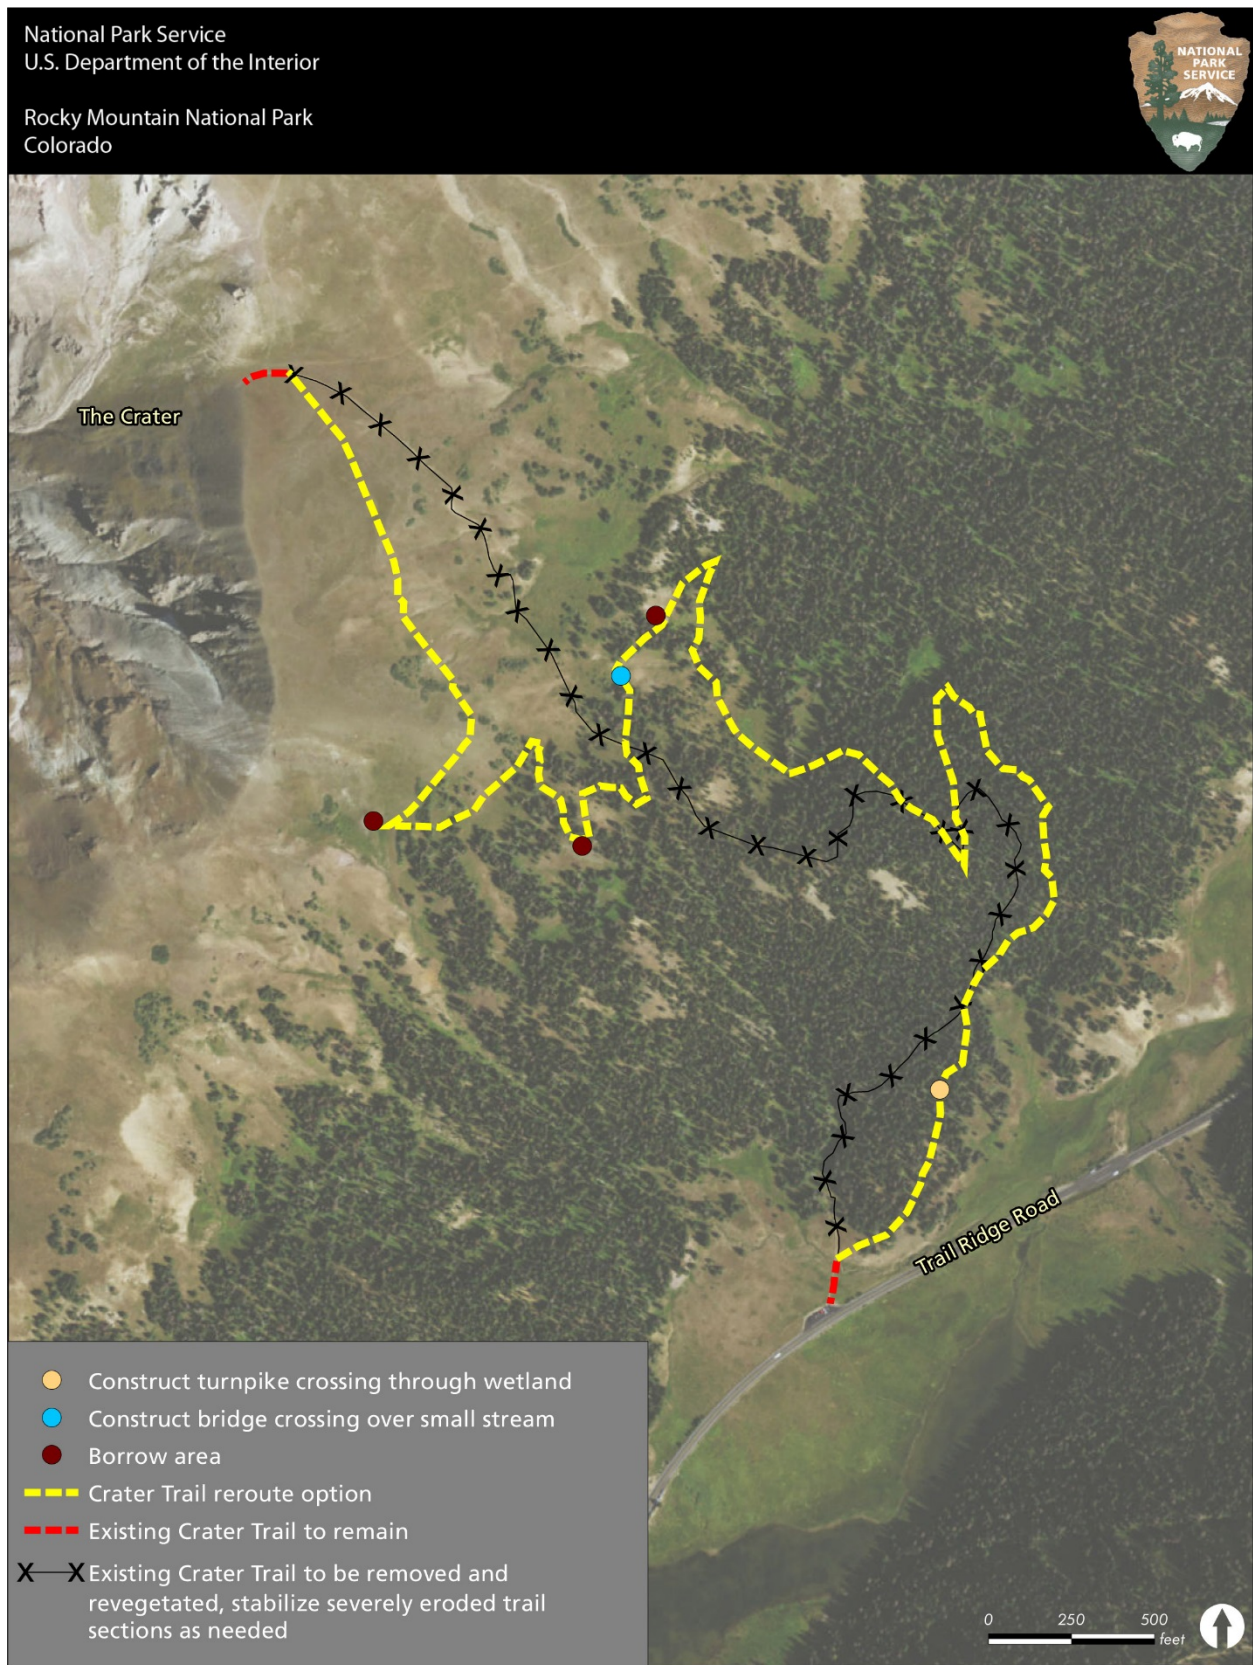 National Park Service
U.S. Department of the Interior
Rocky Mountain National Park
Colorado
NATIONAL
PARK
SERVICE
The Crater
Trail Ridge Road
Construct turnpike crossing through wetland
Construct bridge crossing over small stream
Borrow area
Crater Trail reroute option
Existing Crater Trail to remain
X X Existing Crater Trail to be removed and
revegetated, stabilize severely eroded trail
sections as needed
0 250 500
feet